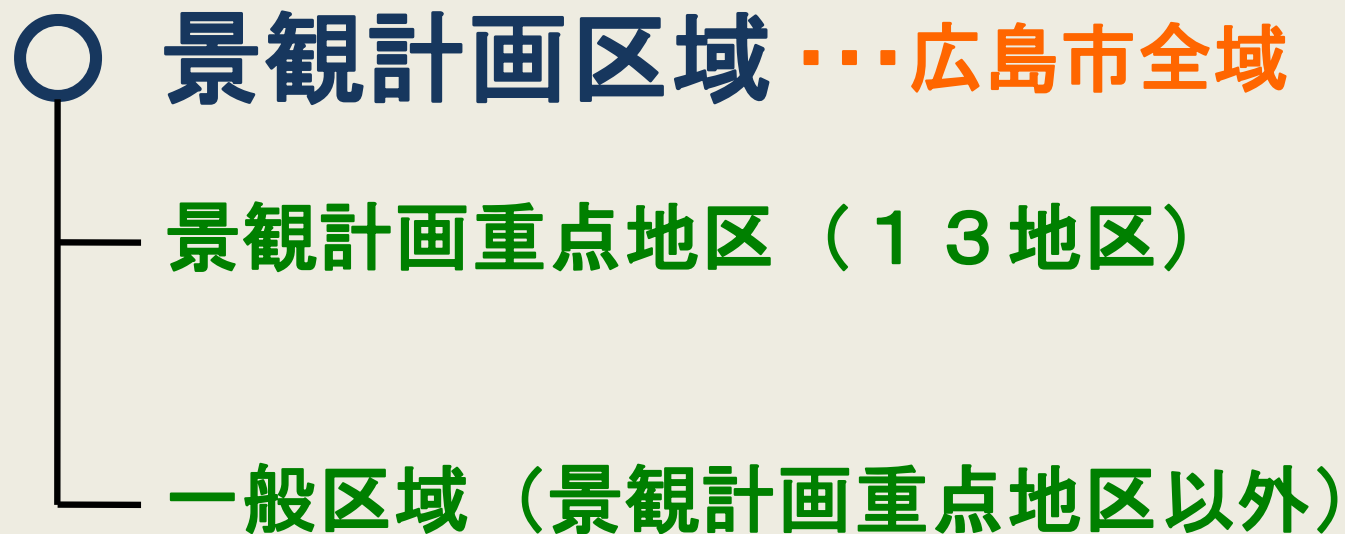 景観計画区域 ･･･広島市全域
景観計画重点地区（１３地区）
一般区域（景観計画重点地区以外）